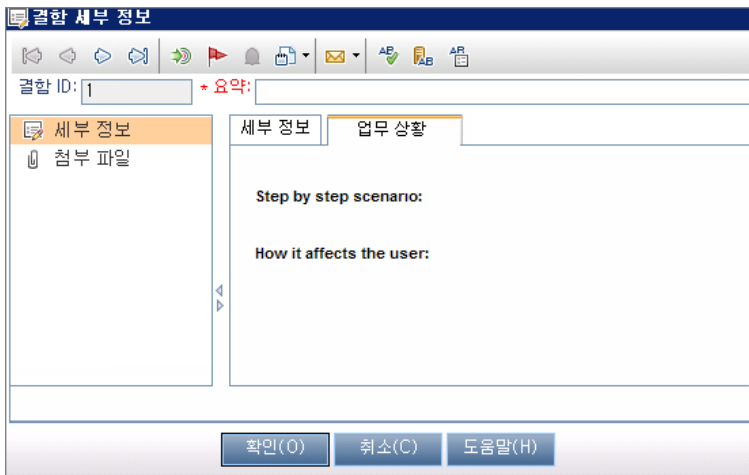 결함 세부 정보
결함 ID: 1 * 요약:
세부 정보
첨부 파일
세부 정보 업무 상황
Step by step scenario:
How it affects the user:
확인(O) 취소(C) 도움말(H)